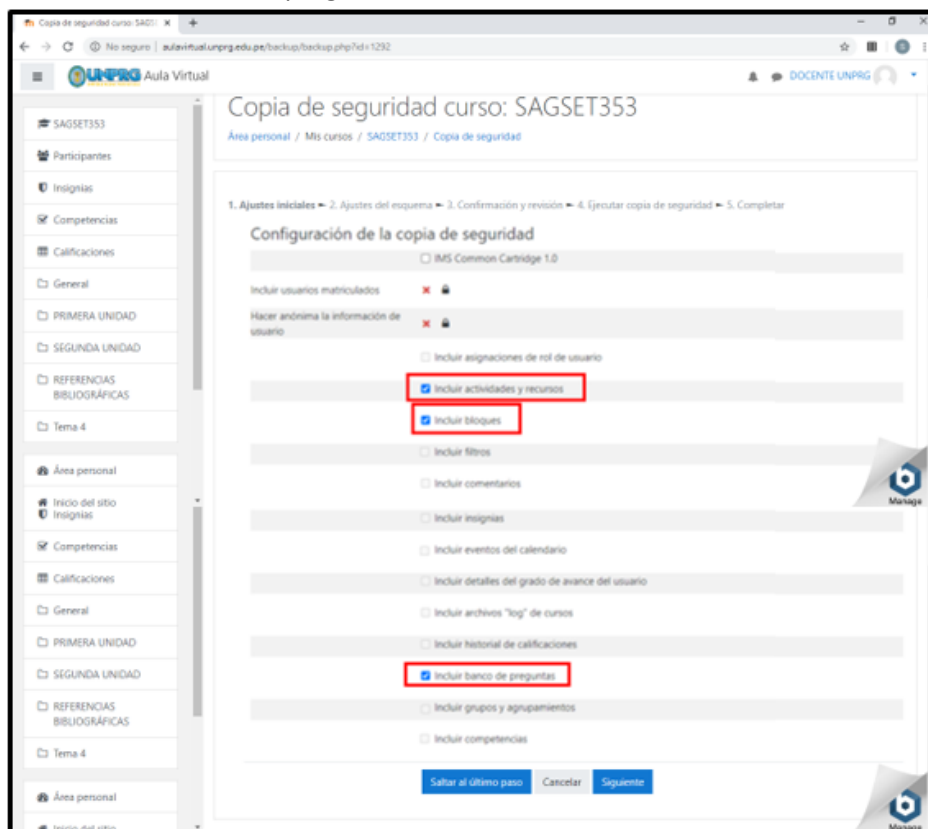 Copia de seguridad curso: SAGS
No seguro | aulavirtual.unprg.edu.pe/backup/backup.php?id=1292
UNPRG Aula Virtual
DOCENTE UNPRG
Copia de seguridad curso: SAGSET353
Área personal / Mis cursos / SAGSET353 / Copia de seguridad
SAGSET353
Participantes
Insignias
Competencias
Calificaciones
General
PRIMERA UNIDAD
SEGUNDA UNIDAD
REFERENCIAS
BIBLIOGRÁFICAS
Tema 4
Área personal
Inicio del sitio
Insignias
Competencias
Calificaciones
General
PRIMERA UNIDAD
SEGUNDA UNIDAD
REFERENCIAS
BIBLIOGRÁFICAS
Tema 4
Área personal
Inicio del sitio
1. Ajustes iniciales ► 2. Ajustes del esquema ► 3. Confirmación y revisión ► 4. Ejecutar copia de seguridad ► 5. Completar
Configuración de la copia de seguridad
IMS Common Cartridge 1.0
Incluir usuarios matriculados
Hacer anónima la información de
usuario
Incluir asignaciones de rol de usuario
Incluir actividades y recursos
Incluir bloques
Incluir filtros
Incluir comentarios
Incluir insignias
Incluir eventos del calendario
Incluir detalles del grado de avance del usuario
Incluir archivos "log" de cursos
Incluir historial de calificaciones
Incluir banco de preguntas
Incluir grupos y agrupamientos
Incluir competencias
Saltar al último paso
Cancelar
Siguiente
Manage
Manage